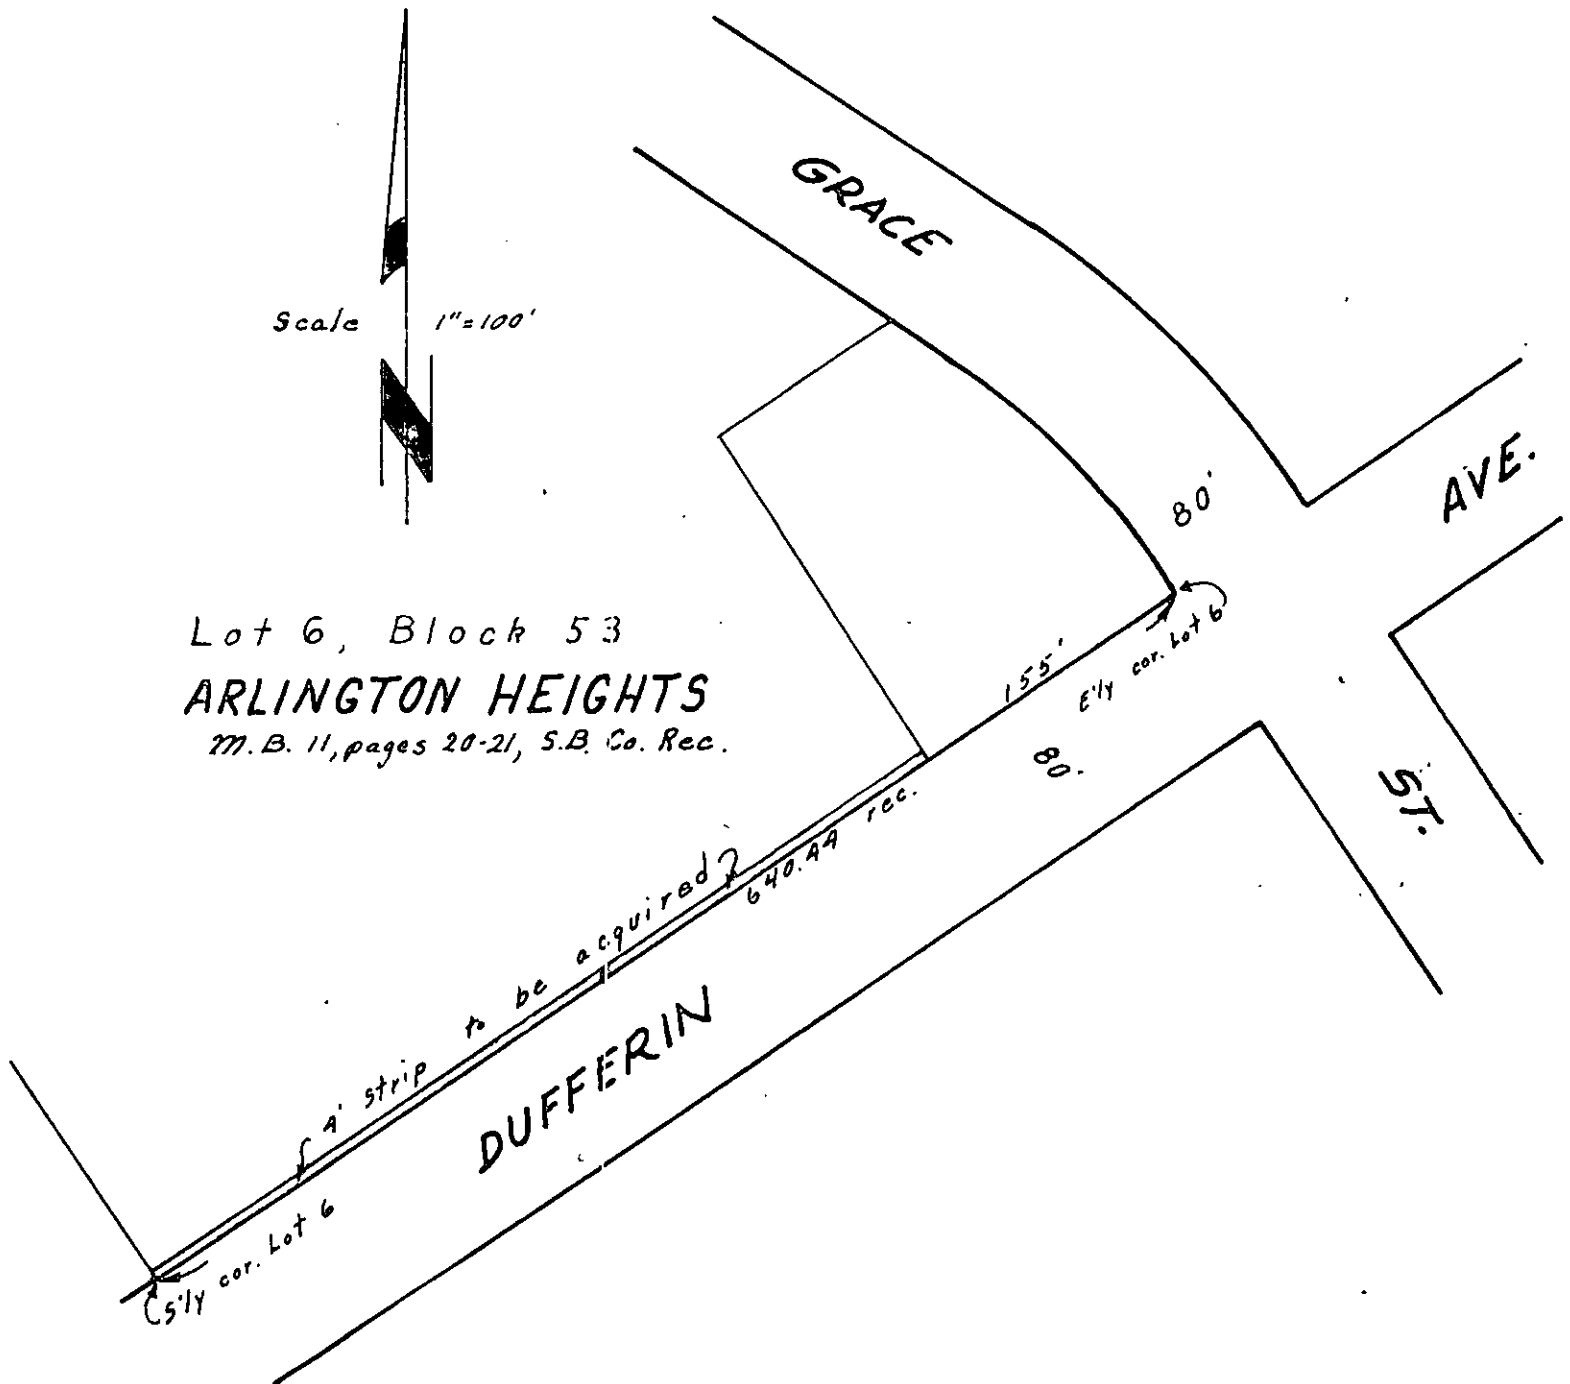 GRACE
Scale 1"=100'
AVE.
80'
Lot 6, Block 53
ARLINGTON HEIGHTS
M.B. 11, pages 20-21, S.B. Co. Rec.
155'
E'ly cor. Lot 6
80'
ST.
640.44 rec.
4' strip to be acquired
DUFFERIN
S'ly cor. Lot 6